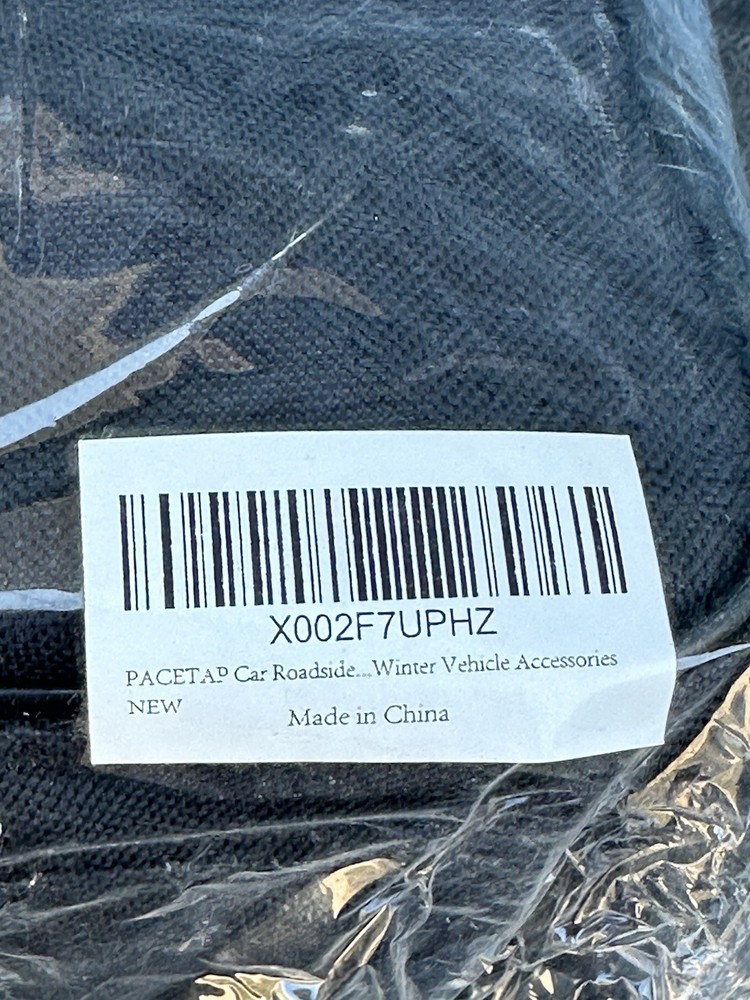 X002F7UPHZ
PACETAP Car Roadside...Winter Vehicle Accessories
NEW
Made in China